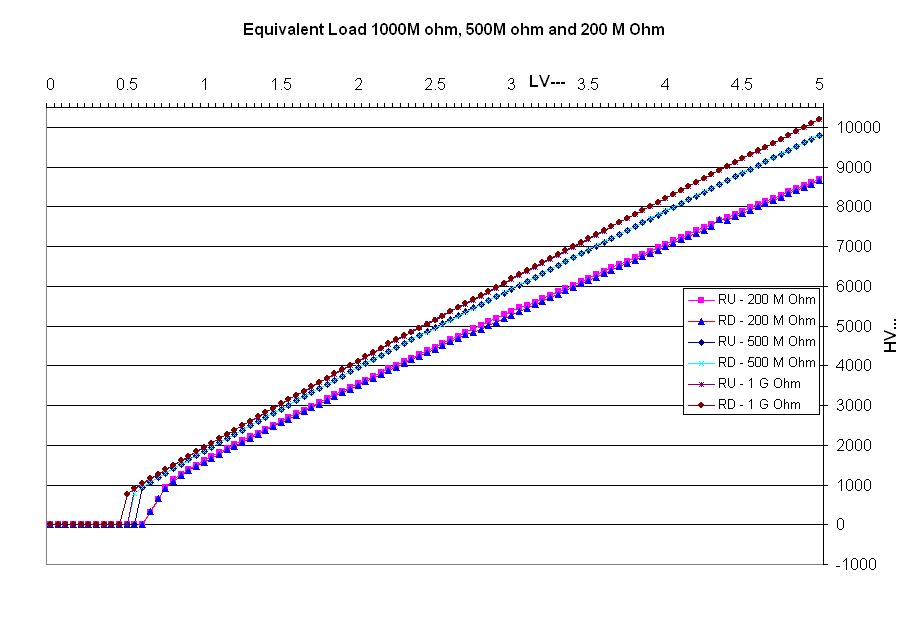 Equivalent Load 1000M ohm, 500M ohm and 200 M Ohm
0 0.5 1 1.5 2 2.5 3 LV--- 3.5 4 4.5 5
10000
9000
8000
7000
6000
5000
4000
3000
2000
1000
0
-1000
HV...
RU - 200 M Ohm
RD - 200 M Ohm
RU - 500 M Ohm
RD - 500 M Ohm
RU - 1 G Ohm
RD - 1 G Ohm